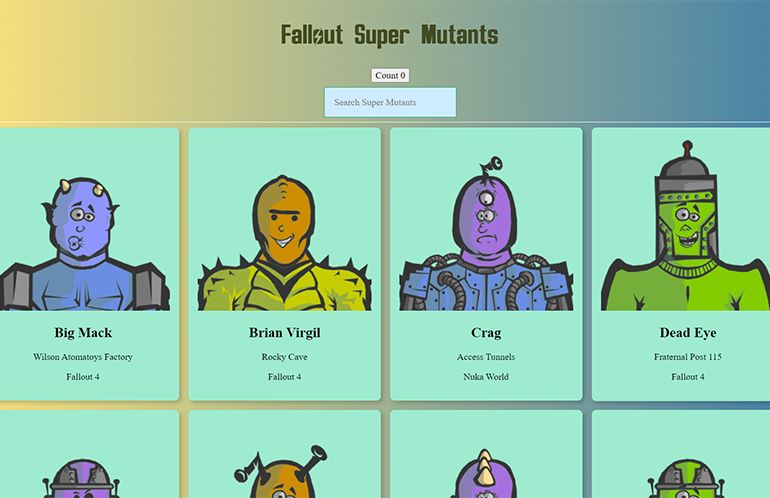 Fallout Super Mutants
Count 0
Search Super Mutants
Big Mack
Wilson Atomatoys Factory
Fallout 4
Brian Virgil
Rocky Cave
Fallout 4
Crag
Access Tunnels
Nuka World
Dead Eye
Fraternal Post 115
Fallout 4